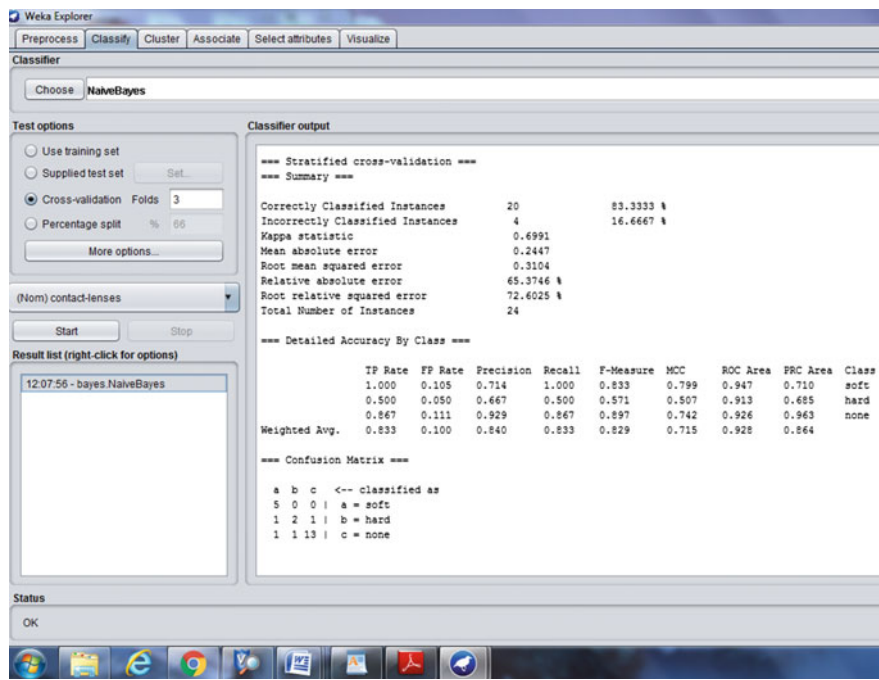 Weka Explorer
Preprocess Classify Cluster Associate Select attributes Visualize
Classifier
Choose NaiveBayes
Test options
Use training set
Supplied test set Set...
Cross-validation Folds 3
Percentage split % 66
More options...
(Nom) contact-lenses
Start Stop
Result list (right-click for options)
12:07:56 - bayes.NaiveBayes
Classifier output
=== Stratified cross-validation ===
=== Summary ===
Correctly Classified Instances 20 83.3333 %
Incorrectly Classified Instances 4 16.6667 %
Kappa statistic 0.6991
Mean absolute error 0.2447
Root mean squared error 0.3104
Relative absolute error 65.3746 %
Root relative squared error 72.6025 %
Total Number of Instances 24
=== Detailed Accuracy By Class ===
TP Rate FP Rate Precision Recall F-Measure MCC ROC Area PRC Area Class
1.000 0.105 0.714 1.000 0.833 0.799 0.947 0.710 soft
0.500 0.050 0.667 0.500 0.571 0.507 0.913 0.685 hard
0.867 0.111 0.929 0.867 0.897 0.742 0.926 0.963 none
Weighted Avg. 0.833 0.100 0.840 0.833 0.829 0.715 0.928 0.864
=== Confusion Matrix ===
a b c <-- classified as
5 0 0 | a = soft
1 2 1 | b = hard
1 1 13 | c = none
Status
OK